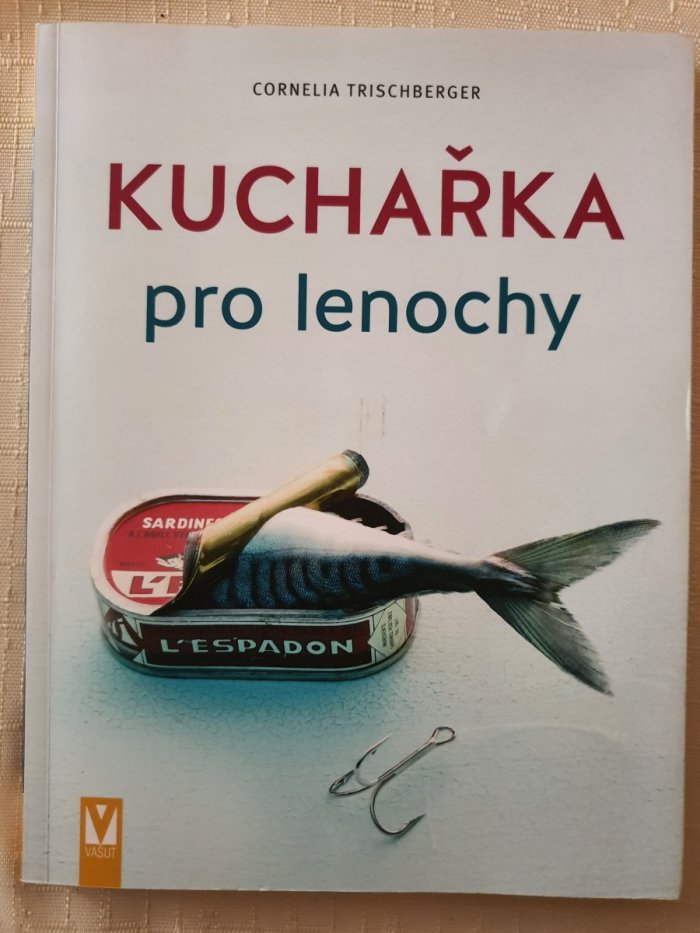 CORNELIA TRISCHBERGER
KUCHAŘKA
pro lenochy
SARDINES
L'E
L'ESPADON
VAŠUT